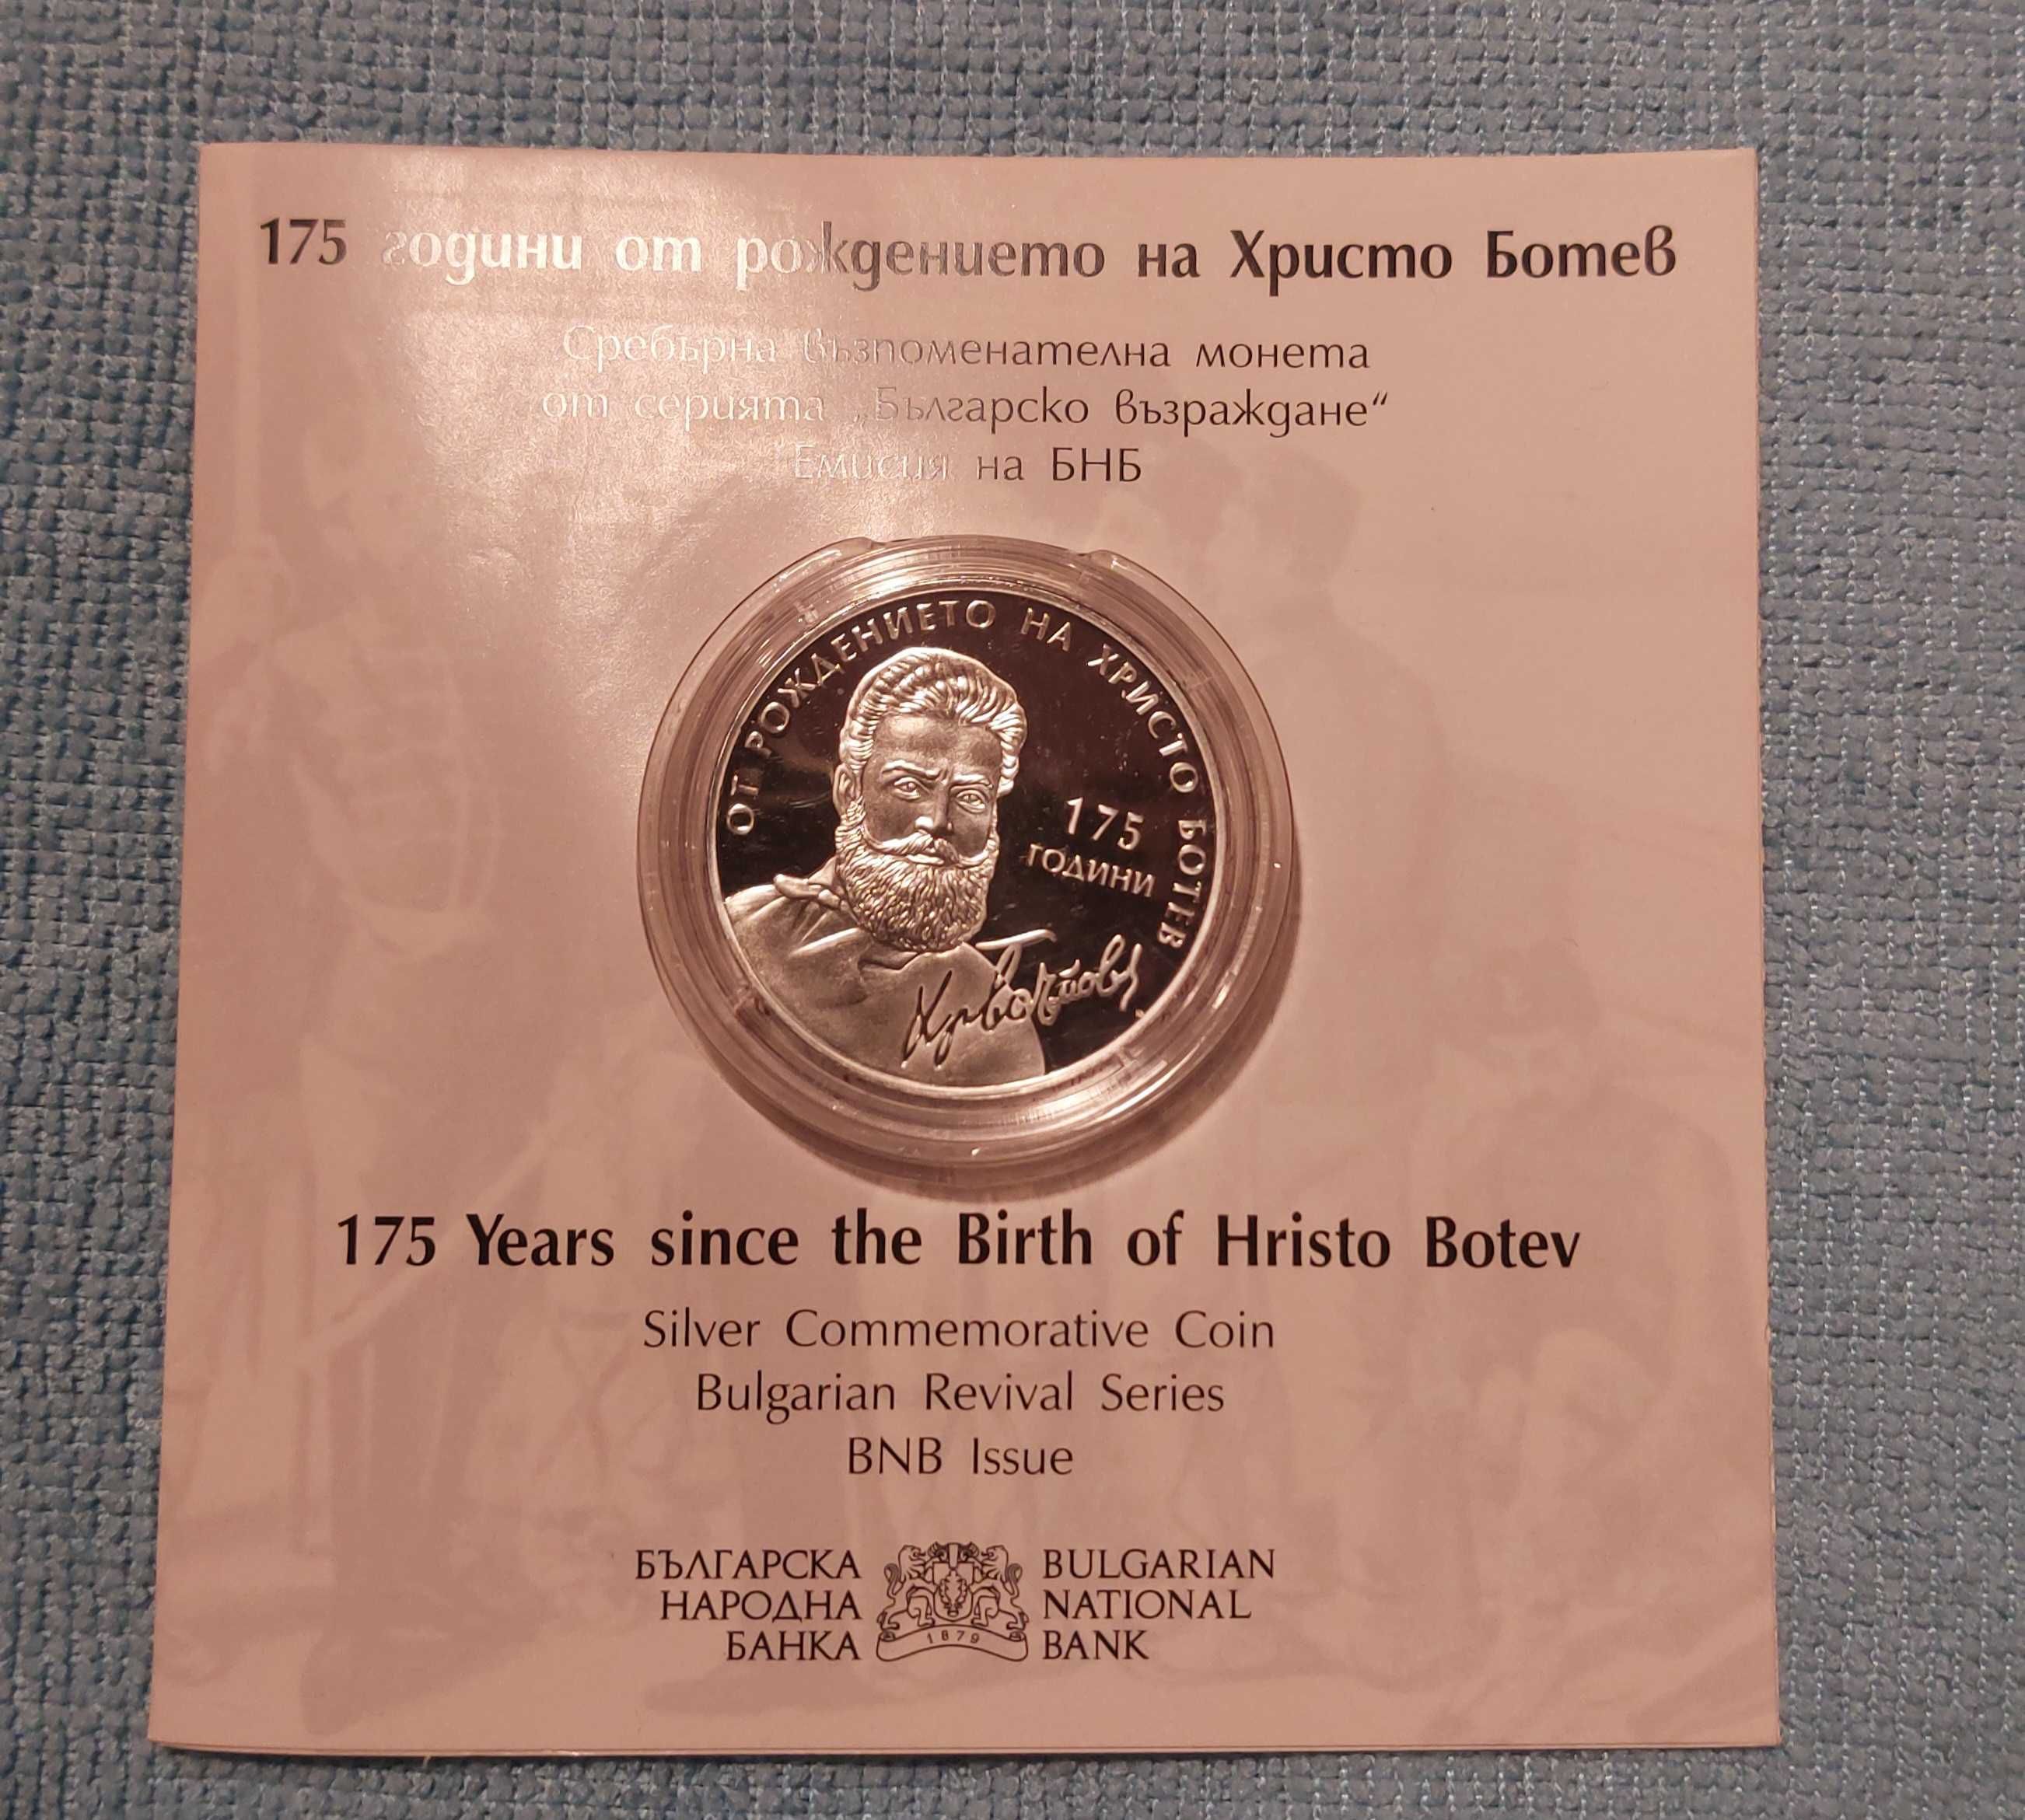 175 години от рождението на Христо Ботев
Сребърна възпоменателна монета
от серията „Българско възраждане“
Емисия на БНБ
ОТ РОЖДЕНИЕТО НА ХРИСТО БОТЕВ
175
ГОДИНИ
175 Years since the Birth of Hristo Botev
Silver Commemorative Coin
Bulgarian Revival Series
BNB Issue
БЪЛГАРСКА
НАРОДНА
БАНКА
1879
BULGARIAN
NATIONAL
BANK